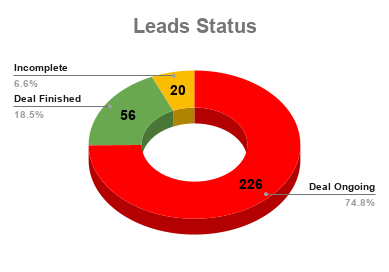 Leads Status
Incomplete
6.6%
20
Deal Finished
18.5%
56
226
Deal Ongoing
74.8%